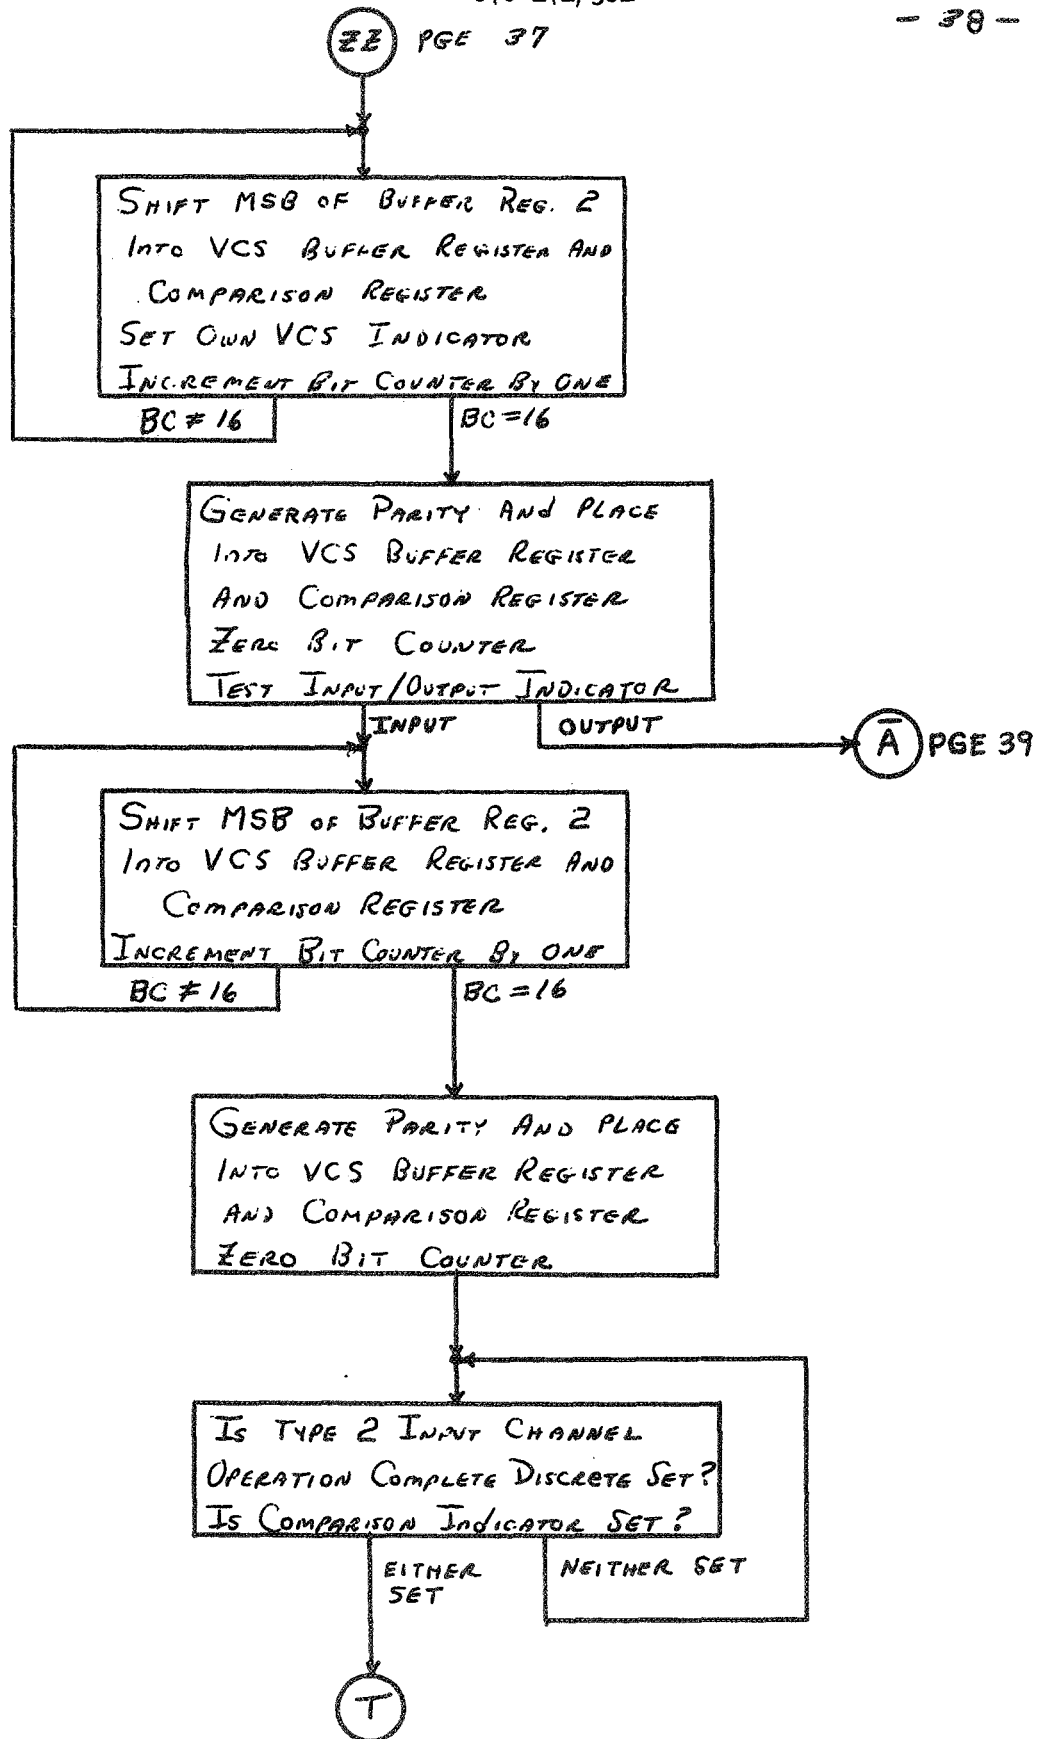 - 38 -
ZZ PGE 37
SHIFT MSB OF BUFFER REG. 2
INTO VCS BUFFER REGISTER AND
COMPARISON REGISTER
SET OWN VCS INDICATOR
INCREMENT BIT COUNTER BY ONE
BC ≠ 16 BC = 16
GENERATE PARITY AND PLACE
INTO VCS BUFFER REGISTER
AND COMPARISON REGISTER
ZERO BIT COUNTER
TEST INPUT/OUTPUT INDICATOR
INPUT OUTPUT
Ā PGE 39
SHIFT MSB OF BUFFER REG. 2
INTO VCS BUFFER REGISTER AND
COMPARISON REGISTER
INCREMENT BIT COUNTER BY ONE
BC ≠ 16 BC = 16
GENERATE PARITY AND PLACE
INTO VCS BUFFER REGISTER
AND COMPARISON REGISTER
ZERO BIT COUNTER
IS TYPE 2 INPUT CHANNEL
OPERATION COMPLETE DISCRETE SET?
IS COMPARISON INDICATOR SET?
EITHER SET
NEITHER SET
T